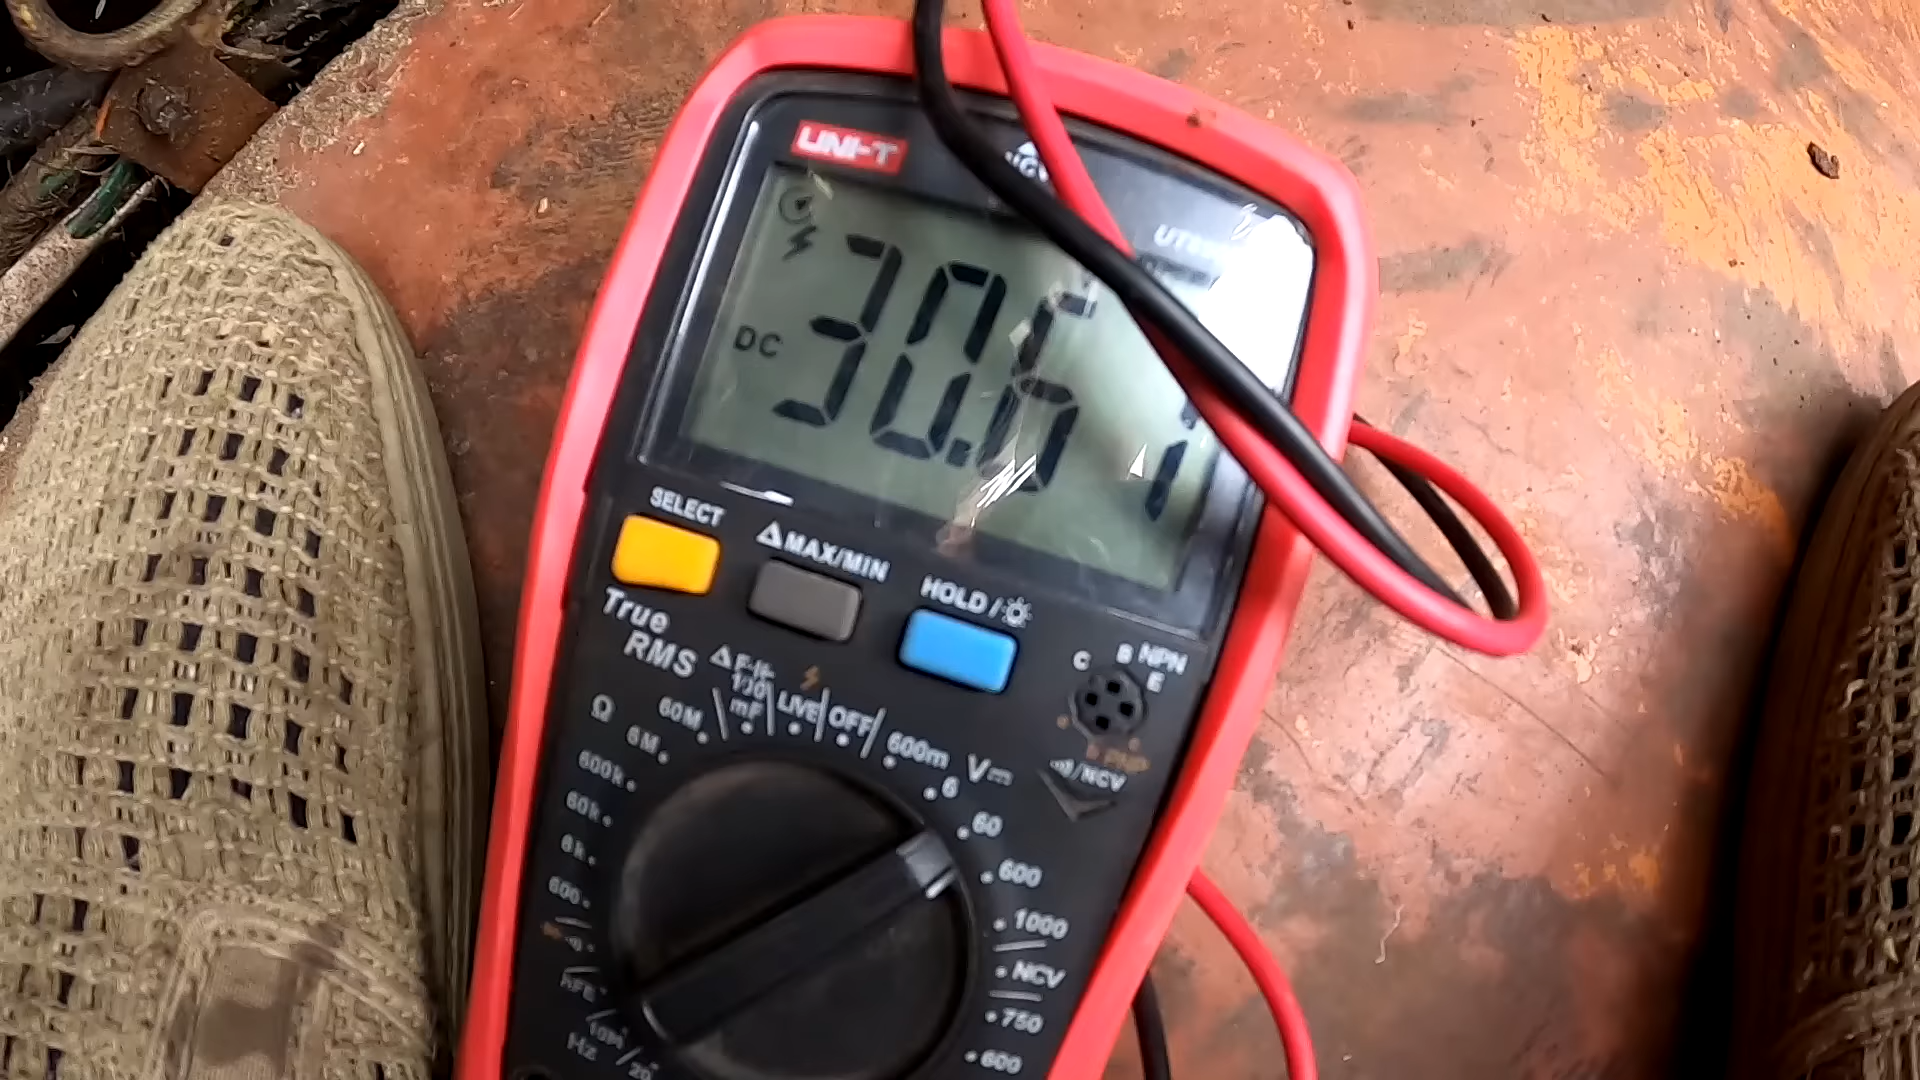 UNI-T
DC
30.6
SELECT
△MAX/MIN
HOLD/
True
RMS
LIVE
OFF
mF
Ω
60M
6M
600k
60k
6k
600
600m
V
6
60
600
1000
NCV
750
600
C B NPN
E
PNP
/NCV
Hz